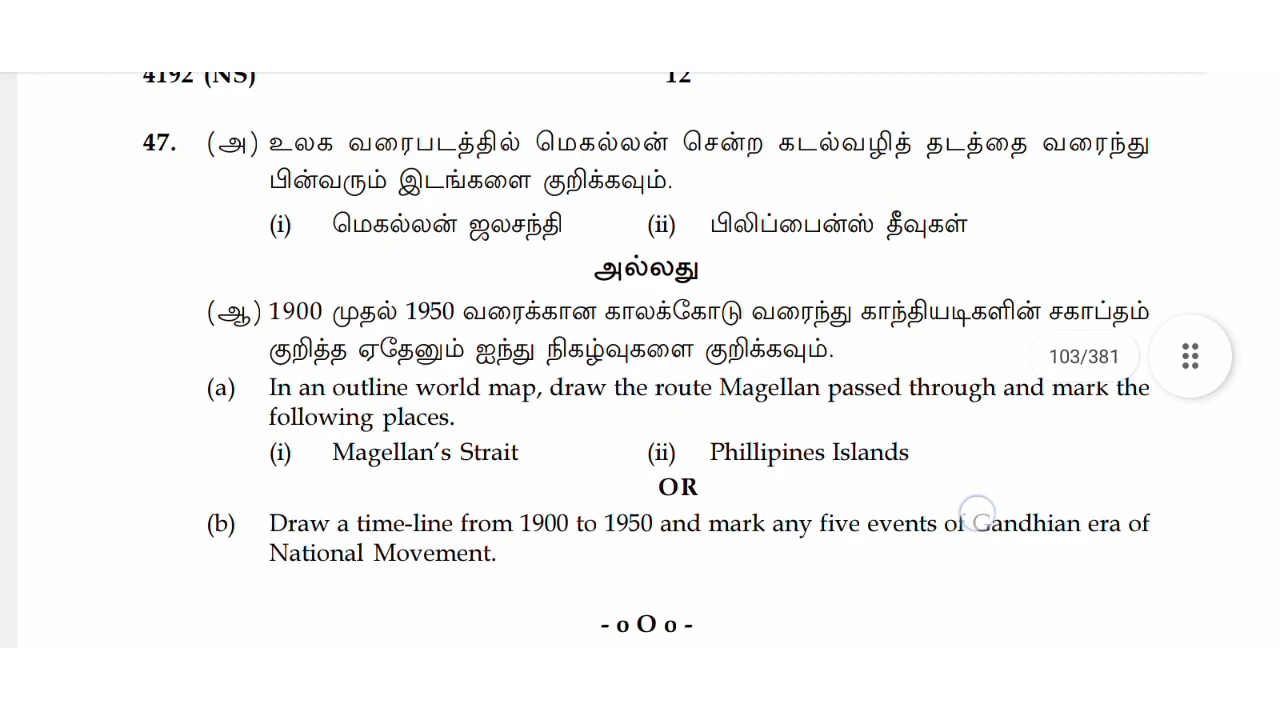 4192 (NS) 12
47. (அ) உலக வரைபடத்தில் மெகல்லன் சென்ற கடல்வழித் தடத்தை வரைந்து
பின்வரும் இடங்களை குறிக்கவும்.
(i) மெகல்லன் ஜலசந்தி (ii) பிலிப்பைன்ஸ் தீவுகள்
அல்லது
(ஆ) 1900 முதல் 1950 வரைக்கான காலக்கோடு வரைந்து காந்தியடிகளின் சகாப்தம்
குறித்த ஏதேனும் ஐந்து நிகழ்வுகளை குறிக்கவும்.
103/381
(a) In an outline world map, draw the route Magellan passed through and mark the
following places.
(i) Magellan's Strait (ii) Phillipines Islands
OR
(b) Draw a time-line from 1900 to 1950 and mark any five events of Gandhian era of
National Movement.
- o O o -